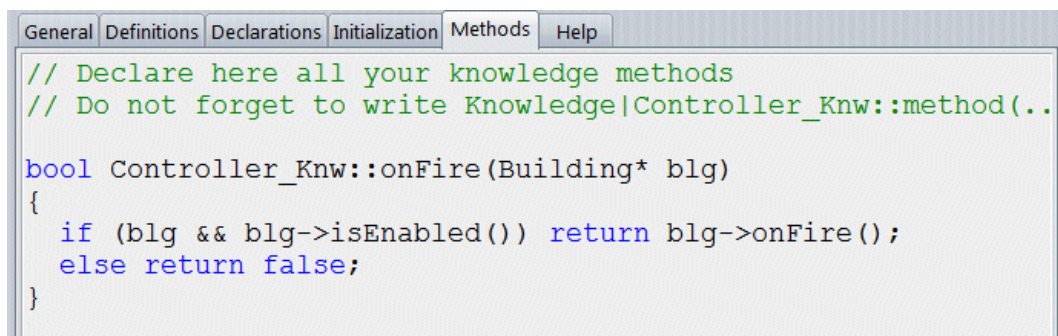 General Definitions Declarations Initialization Methods Help
// Declare here all your knowledge methods
// Do not forget to write Knowledge|Controller_Knw::method(..

bool Controller_Knw::onFire(Building* blg)
{
  if (blg && blg->isEnabled()) return blg->onFire();
  else return false;
}